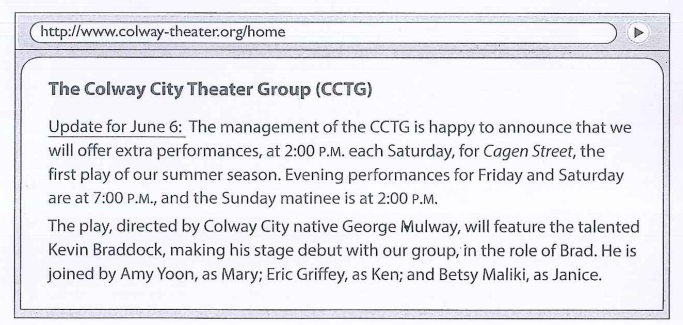 http://www.colway-theater.org/home
The Colway City Theater Group (CCTG)
Update for June 6: The management of the CCTG is happy to announce that we
will offer extra performances, at 2:00 P.M. each Saturday, for Cagen Street, the
first play of our summer season. Evening performances for Friday and Saturday
are at 7:00 P.M., and the Sunday matinee is at 2:00 P.M.
The play, directed by Colway City native George Mulway, will feature the talented
Kevin Braddock, making his stage debut with our group, in the role of Brad. He is
joined by Amy Yoon, as Mary; Eric Griffey, as Ken; and Betsy Maliki, as Janice.